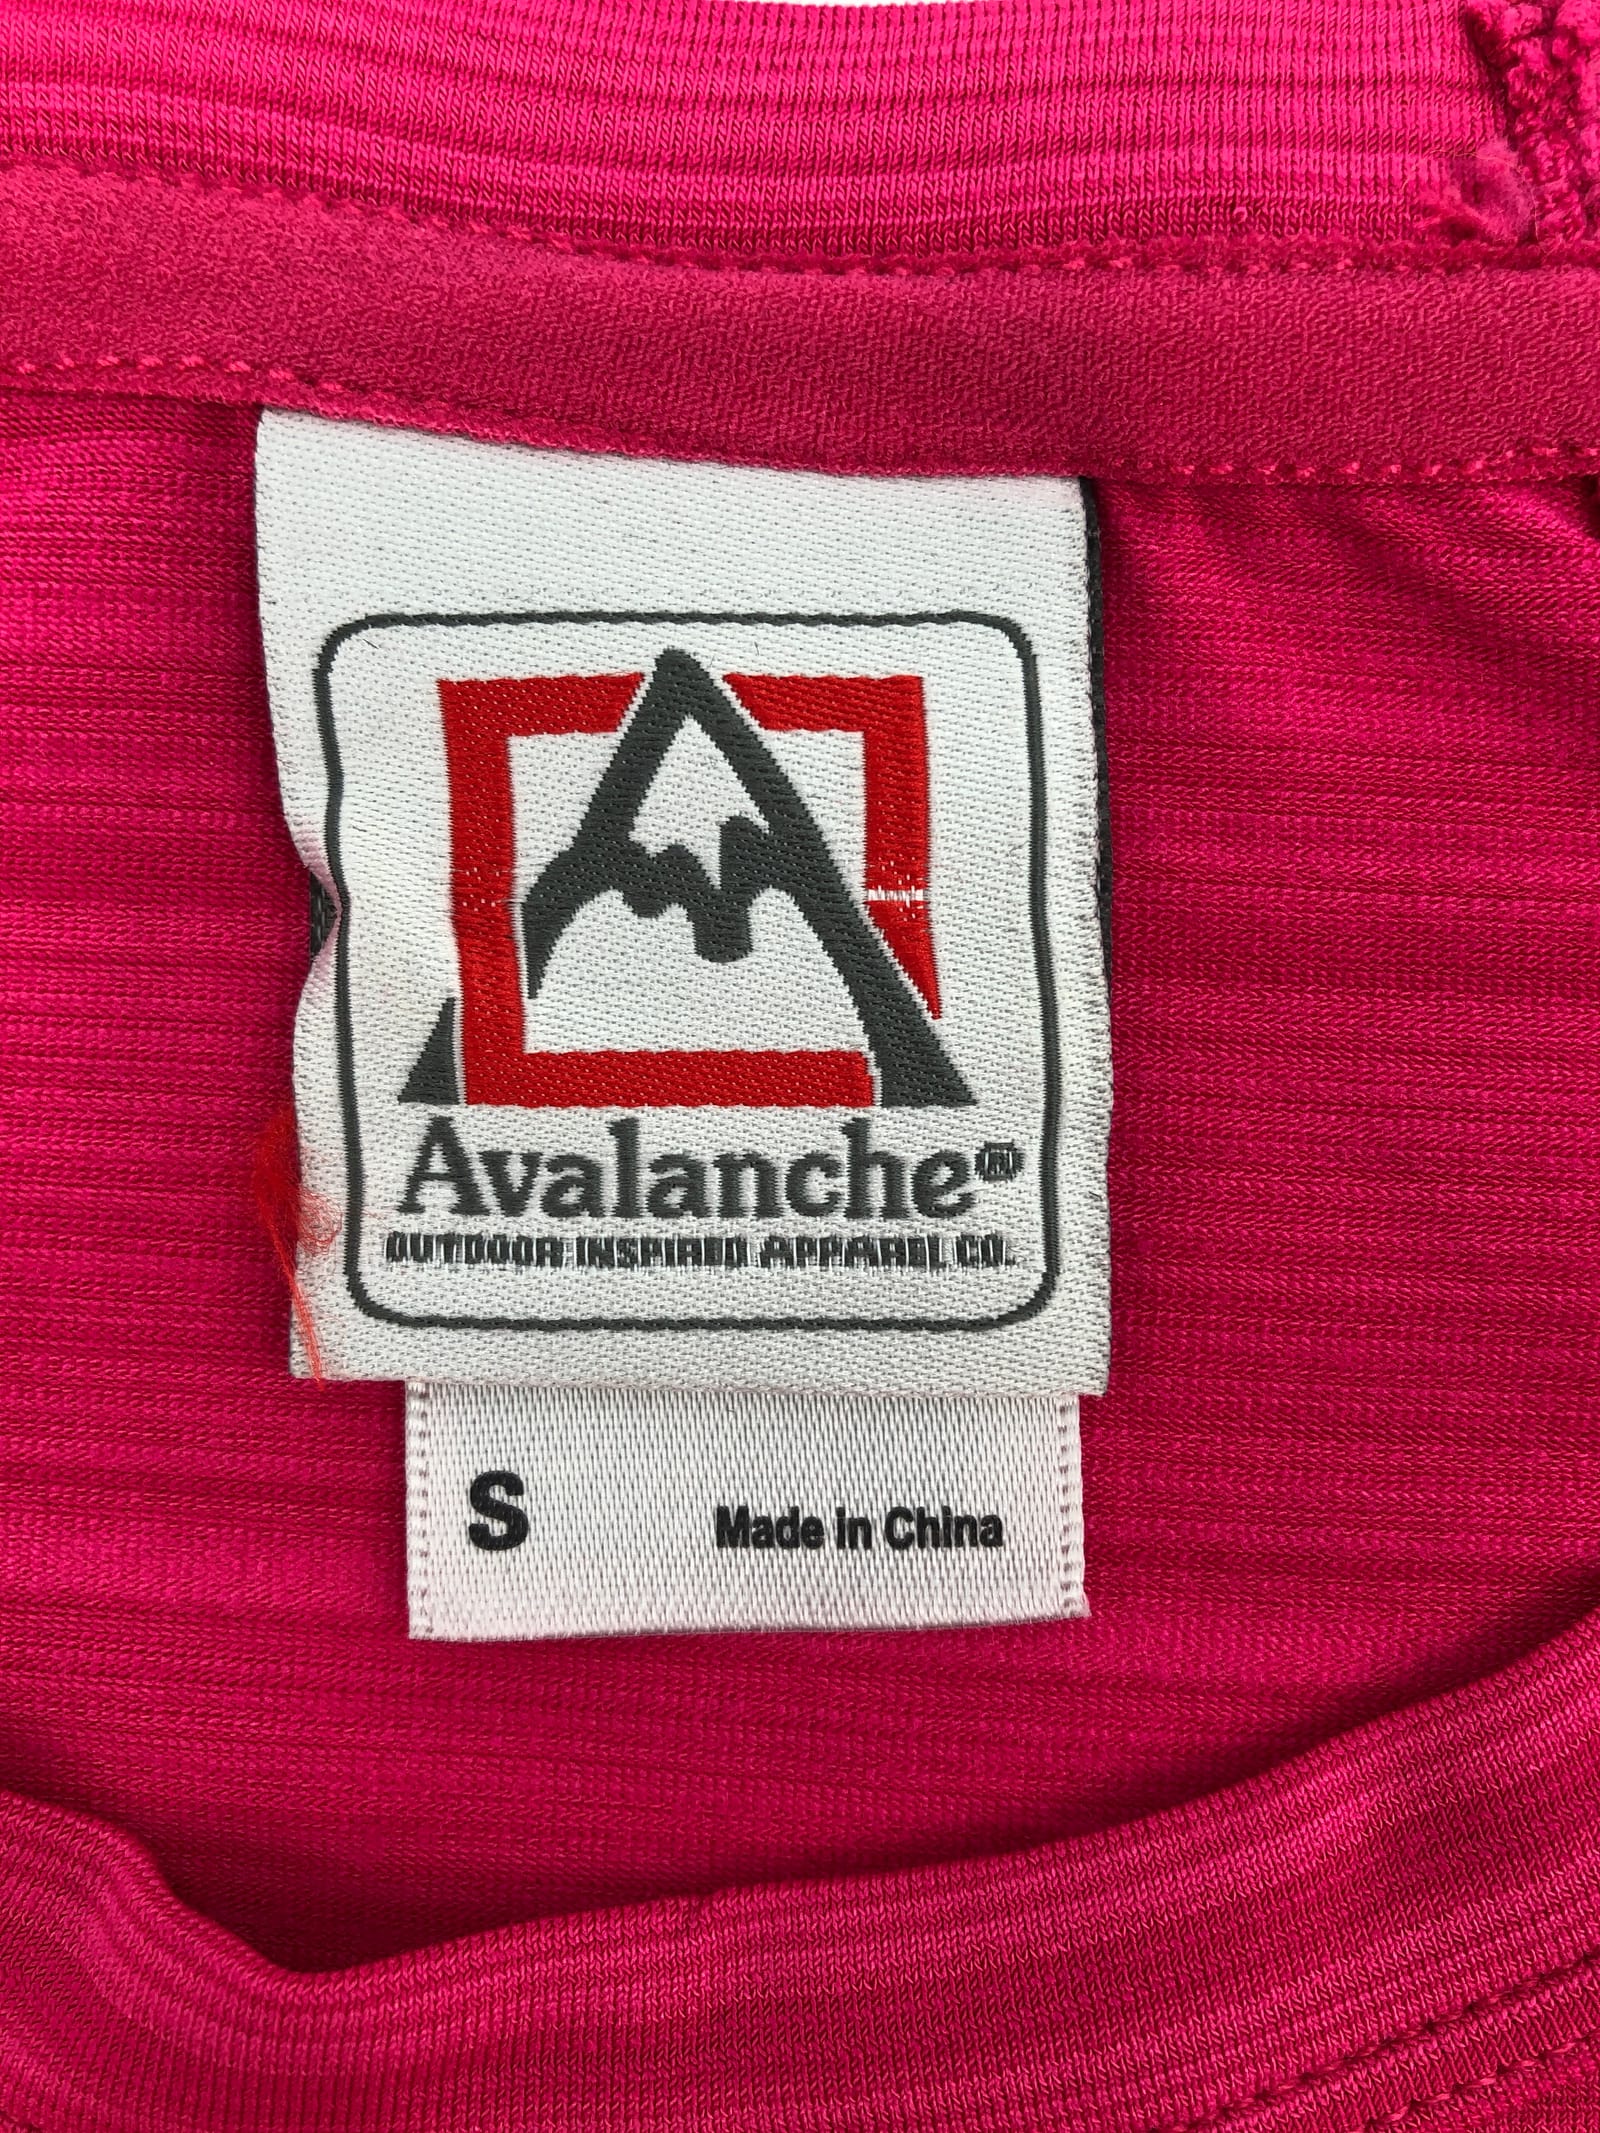 Avalanche®
OUTDOOR INSPIRED APPAREL CO.
S Made in China